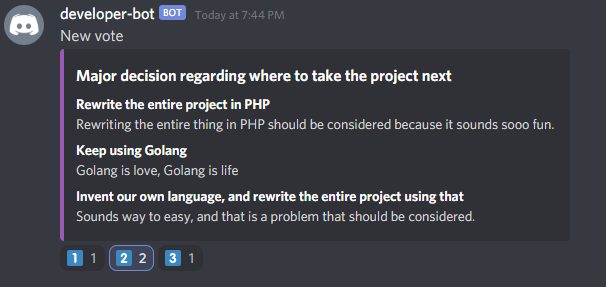 developer-bot BOT Today at 7:44 PM
New vote
Major decision regarding where to take the project next
Rewrite the entire project in PHP
Rewriting the entire thing in PHP should be considered because it sounds sooo fun.
Keep using Golang
Golang is love, Golang is life
Invent our own language, and rewrite the entire project using that
Sounds way to easy, and that is a problem that should be considered.
1 1 2 2 3 1